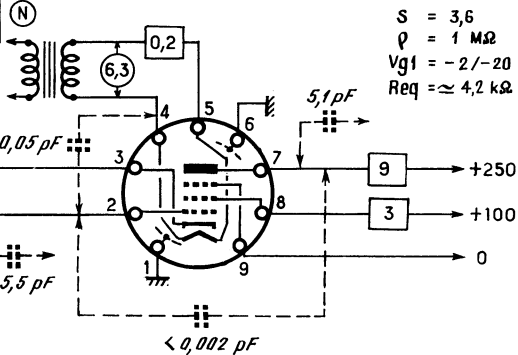 N
S = 3,6
ρ = 1 MΩ
Vg1 = -2/-20
Req = ≃ 4,2 kΩ
0,2
6,3
5,1 pF
4
5
6
0,05 pF
3
7
9
+250
2
8
3
+100
1
9
0
5,5 pF
< 0,002 pF